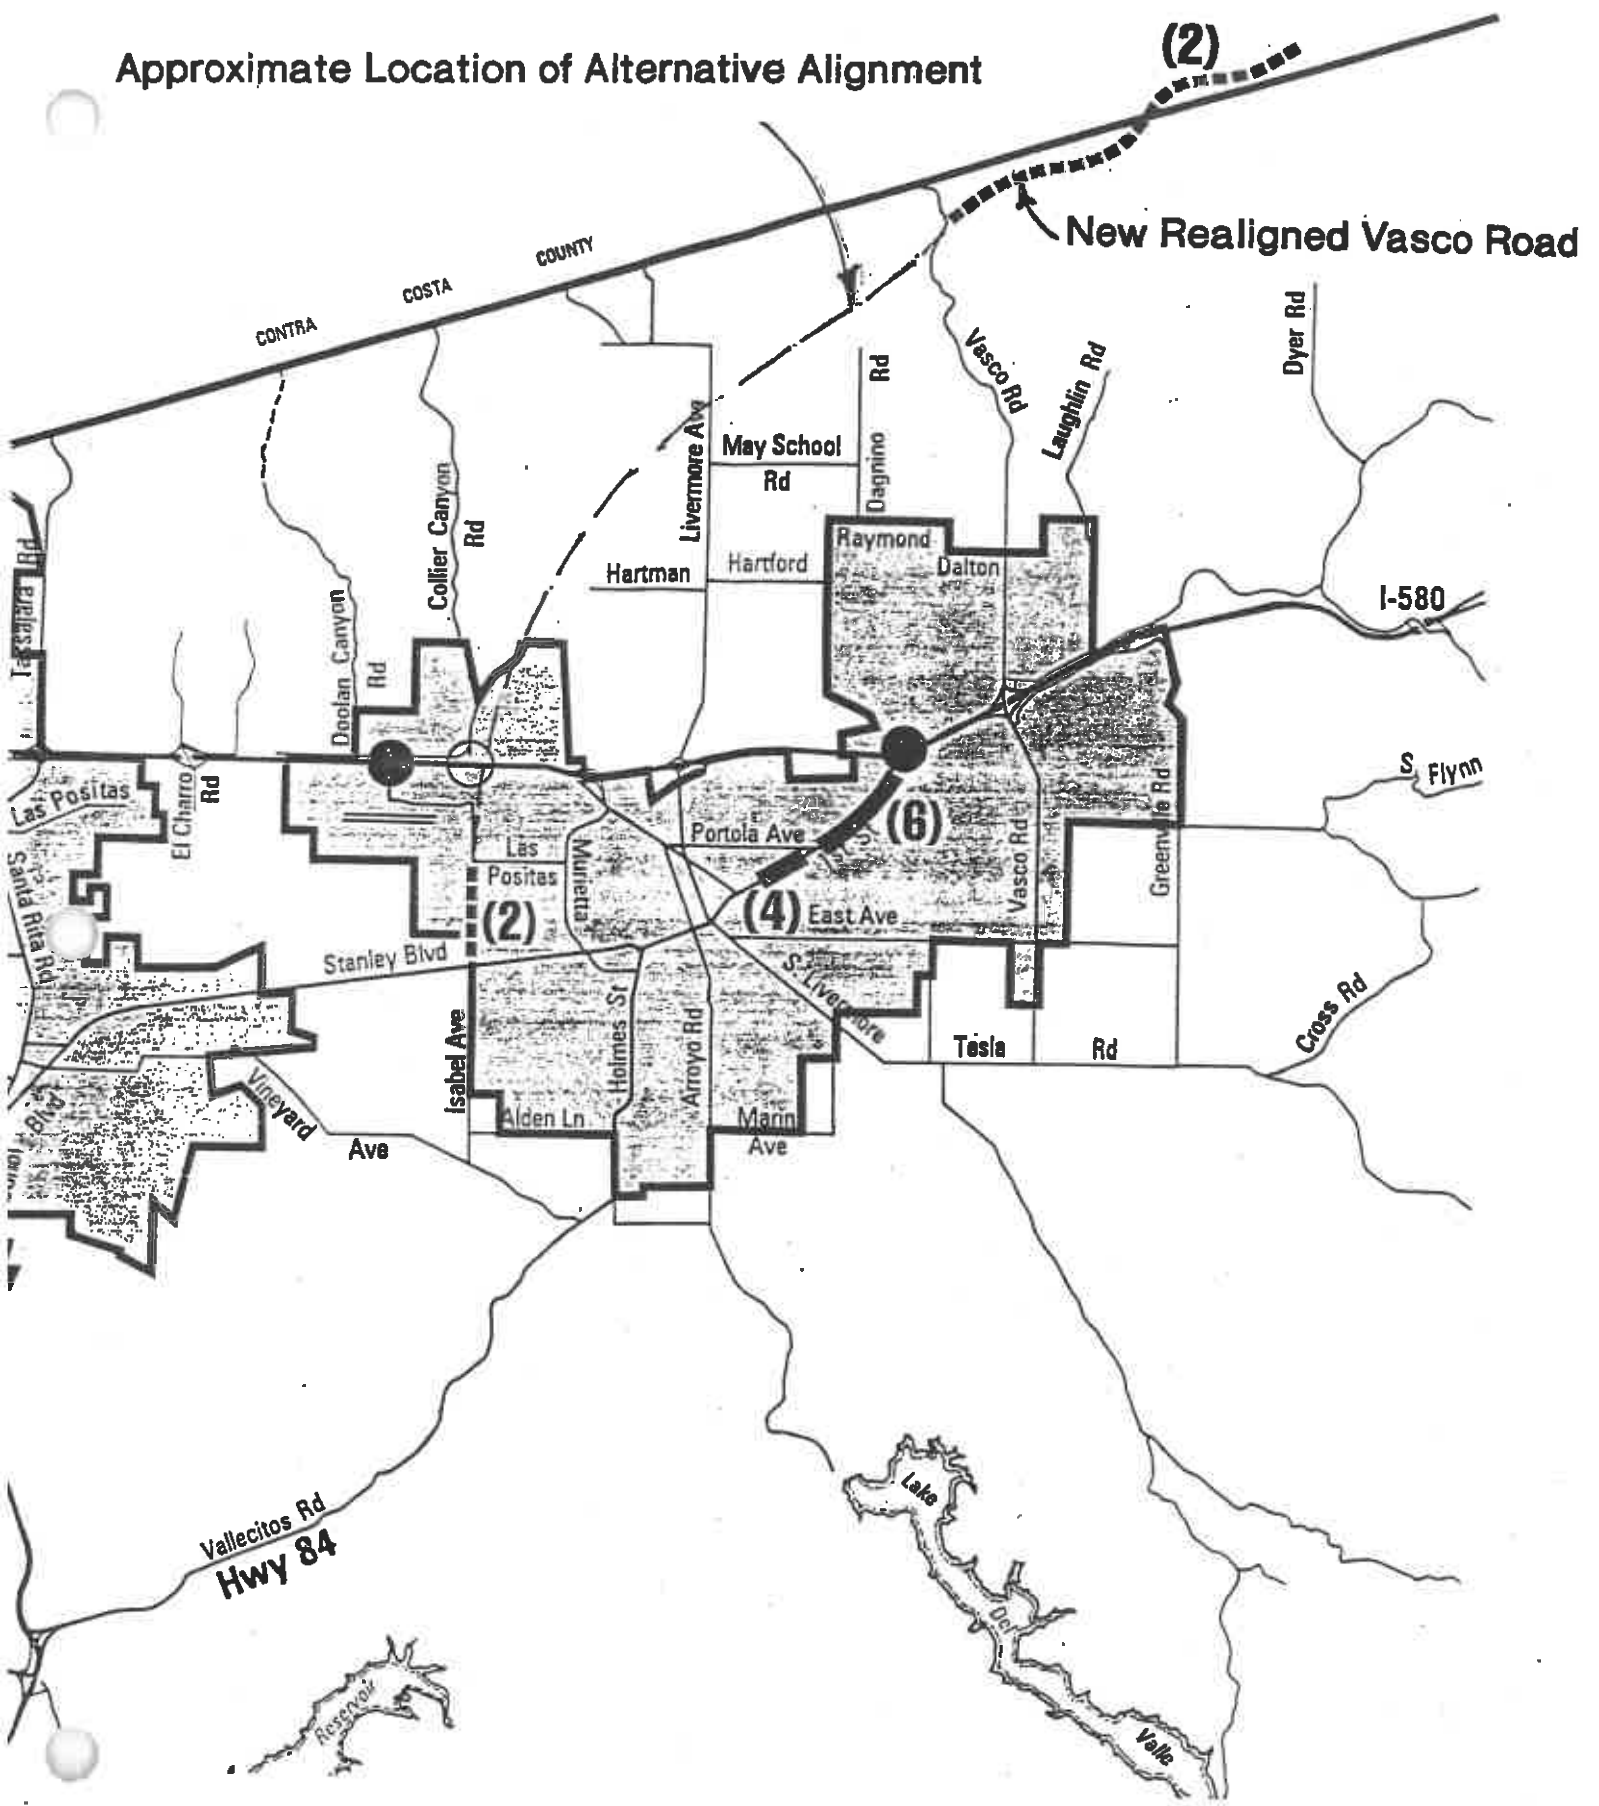 (2)
Approximate Location of Alternative Alignment
New Realigned Vasco Road
CONTRA COSTA COUNTY
Dyer Rd
Vasco Rd
Laughlin Rd
Rd
Dagnino
Livermore Ave
May School
Rd
Collier Canyon
Rd
Raymond
Hartford
Dalton
Hartman
I-580
Tassajara Rd
Doolan Canyon
Rd
S. Flynn
El Charro
Rd
Las Positas
Greenville Rd
(6)
Portola Ave
Las
Positas
Murietta
Vasco Rd
Santa Rita Rd
(2)
(4)
East Ave
Stanley Blvd
S. Livermore
Cross Rd
Isabel Ave
Holmes St
Arroyo Rd
Tesla Rd
Vineyard
Ave
Blvd
Alden Ln
Marin
Ave
Lake
Vallecitos Rd
Hwy 84
Del
Reservoir
Valle